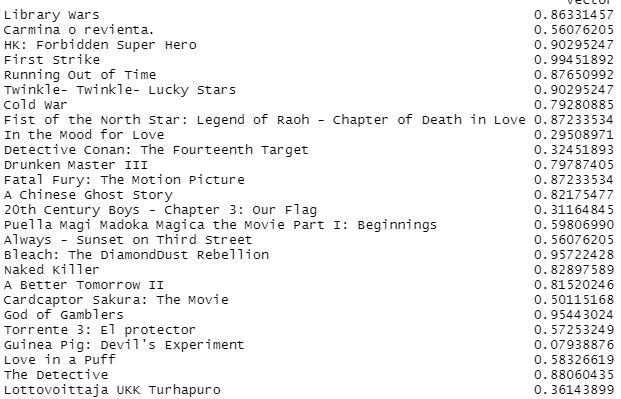 vector
Library Wars 0.86331457
Carmina o revienta. 0.56076205
HK: Forbidden Super Hero 0.90295247
First Strike 0.99451892
Running Out of Time 0.87650992
Twinkle- Twinkle- Lucky Stars 0.90295247
Cold War 0.79280885
Fist of the North Star: Legend of Raoh - Chapter of Death in Love 0.87233534
In the Mood for Love 0.29508971
Detective Conan: The Fourteenth Target 0.32451893
Drunken Master III 0.79787405
Fatal Fury: The Motion Picture 0.87233534
A Chinese Ghost Story 0.82175477
20th Century Boys - Chapter 3: Our Flag 0.31164845
Puella Magi Madoka Magica the Movie Part I: Beginnings 0.59806990
Always - Sunset on Third Street 0.56076205
Bleach: The DiamondDust Rebellion 0.95722428
Naked Killer 0.82897589
A Better Tomorrow II 0.81520246
Cardcaptor Sakura: The Movie 0.50115168
God of Gamblers 0.95443024
Torrente 3: El protector 0.57253249
Guinea Pig: Devil's Experiment 0.07938876
Love in a Puff 0.58326619
The Detective 0.88060435
Lottovoittaja UKK Turhapuro 0.36143899